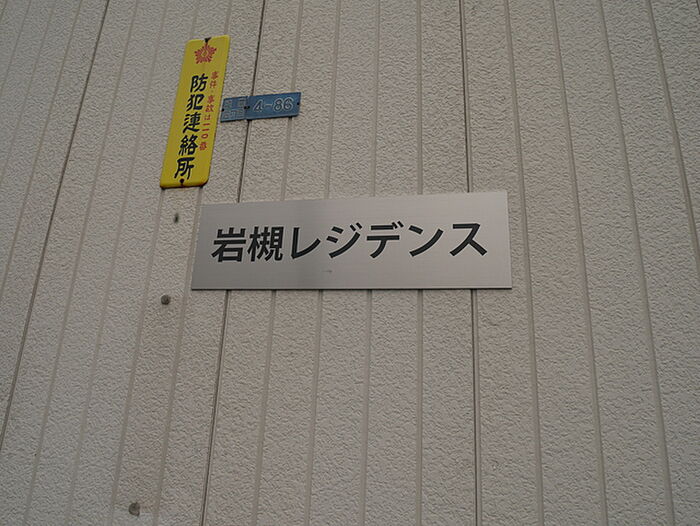 事件・事故は一一〇番
防犯連絡所
4-86
岩槻レジデンス